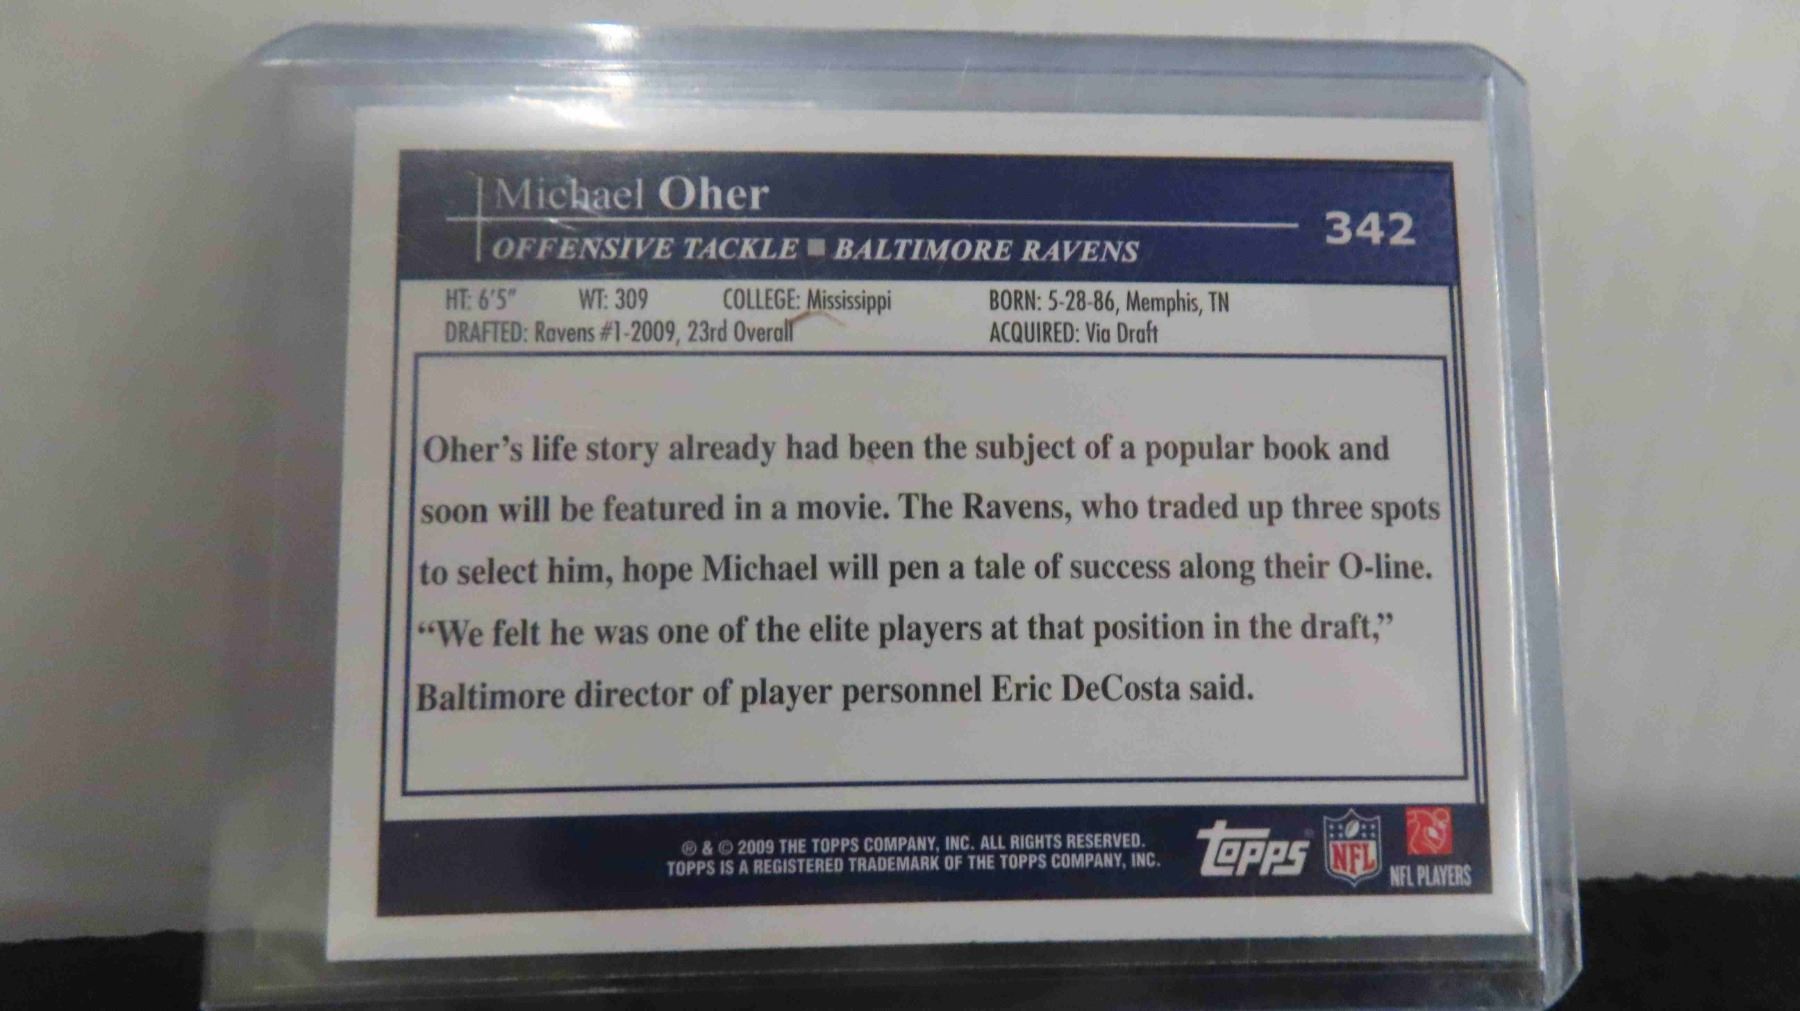 Michael Oher
342
OFFENSIVE TACKLE ■ BALTIMORE RAVENS
HT: 6'5" WT: 309 COLLEGE: Mississippi BORN: 5-28-86, Memphis, TN
DRAFTED: Ravens #1-2009, 23rd Overall ACQUIRED: Via Draft
Oher's life story already had been the subject of a popular book and
soon will be featured in a movie. The Ravens, who traded up three spots
to select him, hope Michael will pen a tale of success along their O-line.
“We felt he was one of the elite players at that position in the draft,”
Baltimore director of player personnel Eric DeCosta said.
® & © 2009 THE TOPPS COMPANY, INC. ALL RIGHTS RESERVED.
TOPPS IS A REGISTERED TRADEMARK OF THE TOPPS COMPANY, INC.
topps®
NFL
NFL PLAYERS